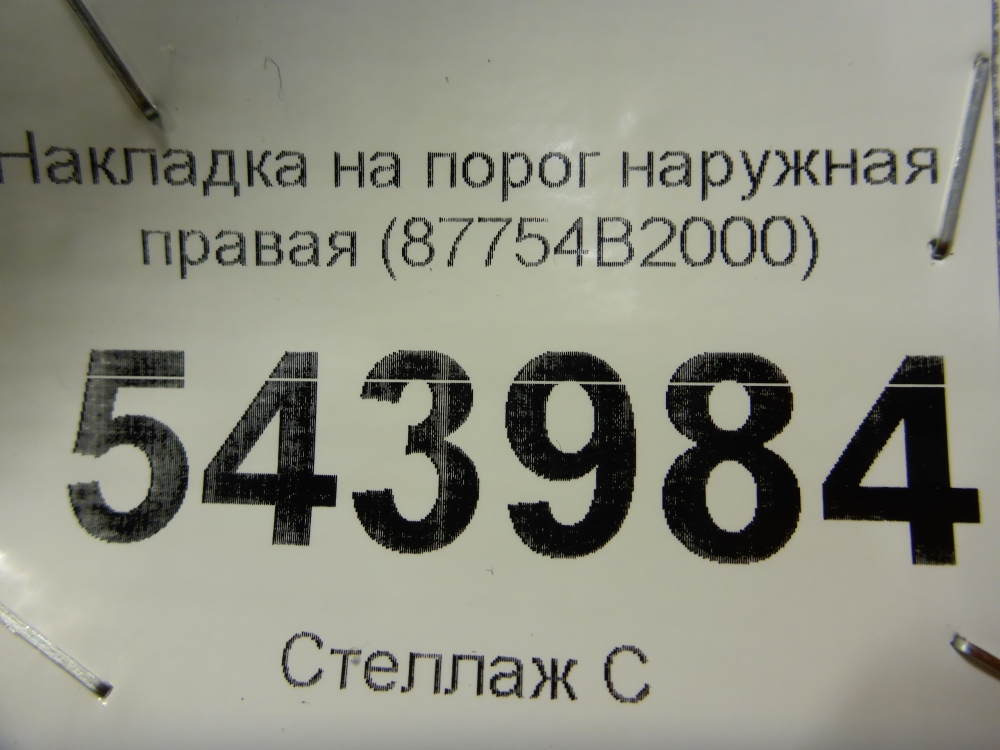 Накладка на порог наружная
правая (87754B2000)
543984
Стеллаж С